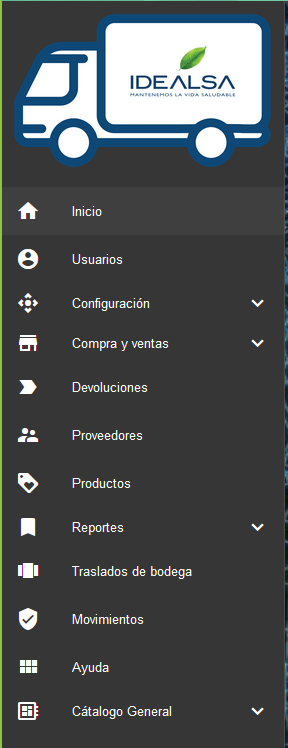 IDEALSA
MANTENEMOS LA VIDA SALUDABLE
Inicio
Usuarios
Configuración
Compra y ventas
Devoluciones
Proveedores
Productos
Reportes
Traslados de bodega
Movimientos
Ayuda
Cátalogo General